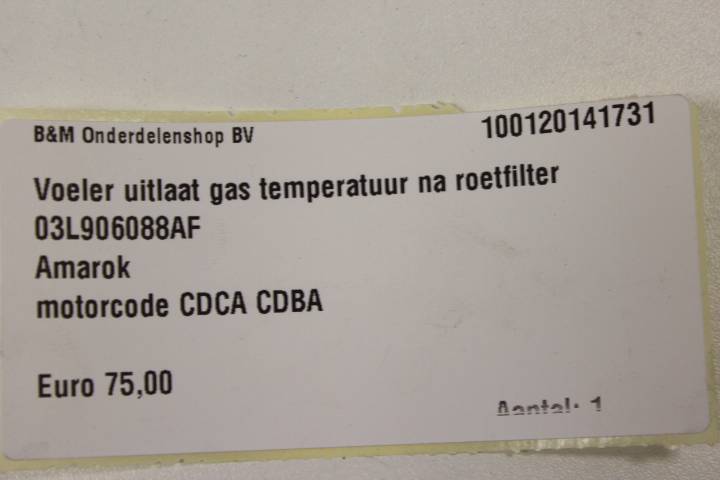 B&M Onderdelenshop BV 100120141731
Voeler uitlaat gas temperatuur na roetfilter
03L906088AF
Amarok
motorcode CDCA CDBA
Euro 75,00
Aantal: 1